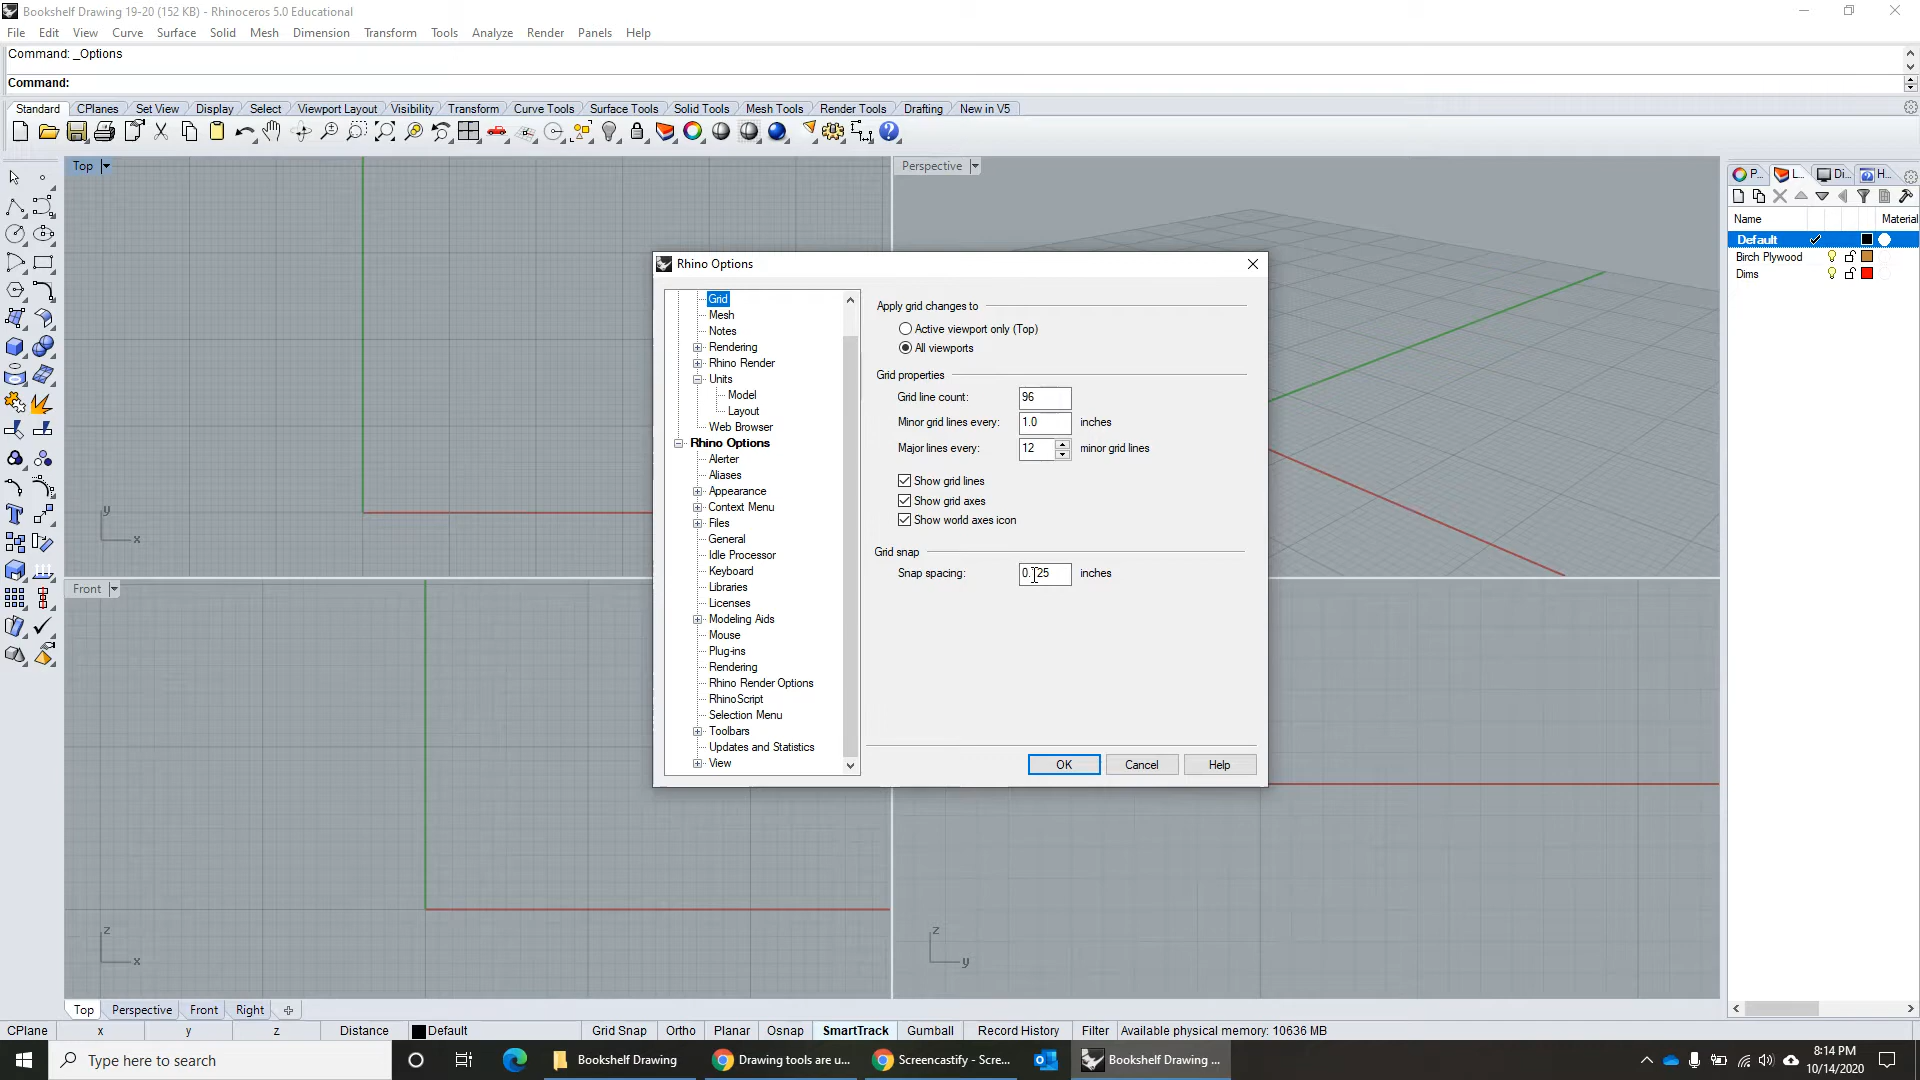 Bookshelf Drawing 19-20 (152 KB) - Rhinoceros 5.0 Educational
File Edit View Curve Surface Solid Mesh Dimension Transform Tools Analyze Render Panels Help
Command: _Options
Command:
Standard CPlanes Set View Display Select Viewport Layout Visibility Transform Curve Tools Surface Tools Solid Tools Mesh Tools Render Tools Drafting New in V5
Top
Perspective
P... L... Di... H...
Name Material
Default
Birch Plywood
Dims
Rhino Options
Grid
Mesh
Notes
Rendering
Rhino Render
Units
Model
Layout
Web Browser
Rhino Options
Alerter
Aliases
Appearance
Context Menu
Files
General
Idle Processor
Keyboard
Libraries
Licenses
Modeling Aids
Mouse
Plug-ins
Rendering
Rhino Render Options
RhinoScript
Selection Menu
Toolbars
Updates and Statistics
View
Apply grid changes to
Active viewport only (Top)
All viewports
Grid properties
Grid line count: 96
Minor grid lines every: 1.0 inches
Major lines every: 12 minor grid lines
Show grid lines
Show grid axes
Show world axes icon
Grid snap
Snap spacing: inches
OK Cancel Help
y
x
Front
z
x
z
y
Top Perspective Front Right
CPlane x y z Distance Default Grid Snap Ortho Planar Osnap SmartTrack Gumball Record History Filter Available physical memory: 10636 MB
Type here to search
Bookshelf Drawing
Drawing tools are u...
Screencastify - Scre...
Bookshelf Drawing ...
8:14 PM
10/14/2020